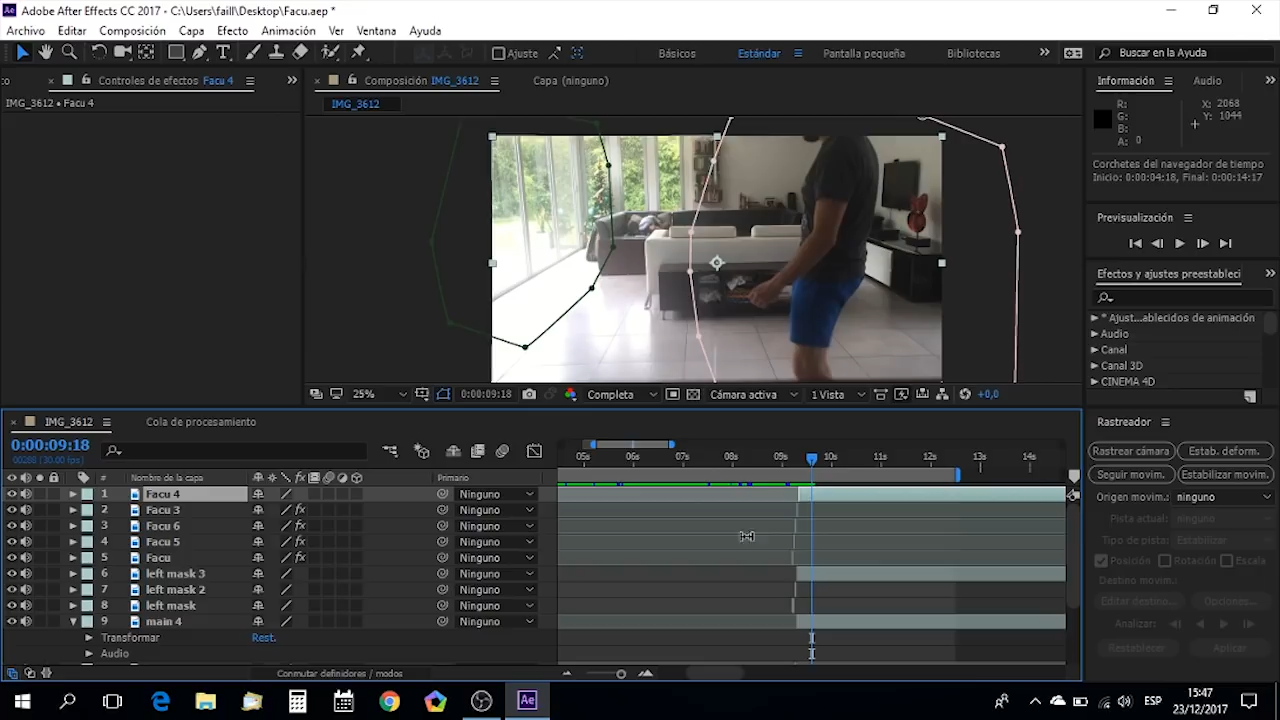 Adobe After Effects CC 2017 - C:\Users\faill\Desktop\Facu.aep *
Archivo Edición Composición Capa Efecto Animación Ver Ventana Ayuda
Ajuste Básicos Estándar Pantalla pequeña Bibliotecas Buscar en la Ayuda
Controles de efectos Facu 4
Composición IMG_3612 Capa (ninguno)
IMG_3612 • Facu 4
IMG_3612
Información Audio
R: X: 2068
G: Y: 1044
B:
A: 0
Corchetes del navegador de tiempo
Inicio: 0:00:04:18, Final: 0:00:14:17
Previsualización
Efectos y ajustes preestableci
* Ajust...ablecidos de animación
Audio
Canal
Canal 3D
CINEMA 4D
25% 0:00:09:18 Completa Cámara activa 1 Vista +0,0
IMG_3612 Cola de procesamiento
0:00:09:18
00288 (30.00 fps)
05s 06s 07s 08s 09s 10s 11s 12s 13s 14s
# Nombre de la capa Primario
1 Facu 4 Ninguno
2 Facu 3 Ninguno
3 Facu 6 Ninguno
4 Facu 5 Ninguno
5 Facu Ninguno
6 left mask 3 Ninguno
7 left mask 2 Ninguno
8 left mask Ninguno
9 main 4 Ninguno
Transformar Rest.
Audio
Conmutar definidores / modos
Rastreador
Rastrear cámara Estab. deform.
Seguir movim. Estabilizar movim.
Origen movim.: ninguno
Pista actual: ninguno
Tipo de pista: Estabilizar
Posición Rotación Escala
Destino movim.:
Editar destino... Opciones...
Analizar:
Restablecer Aplicar
Ae
ESP
15:47
23/12/2017